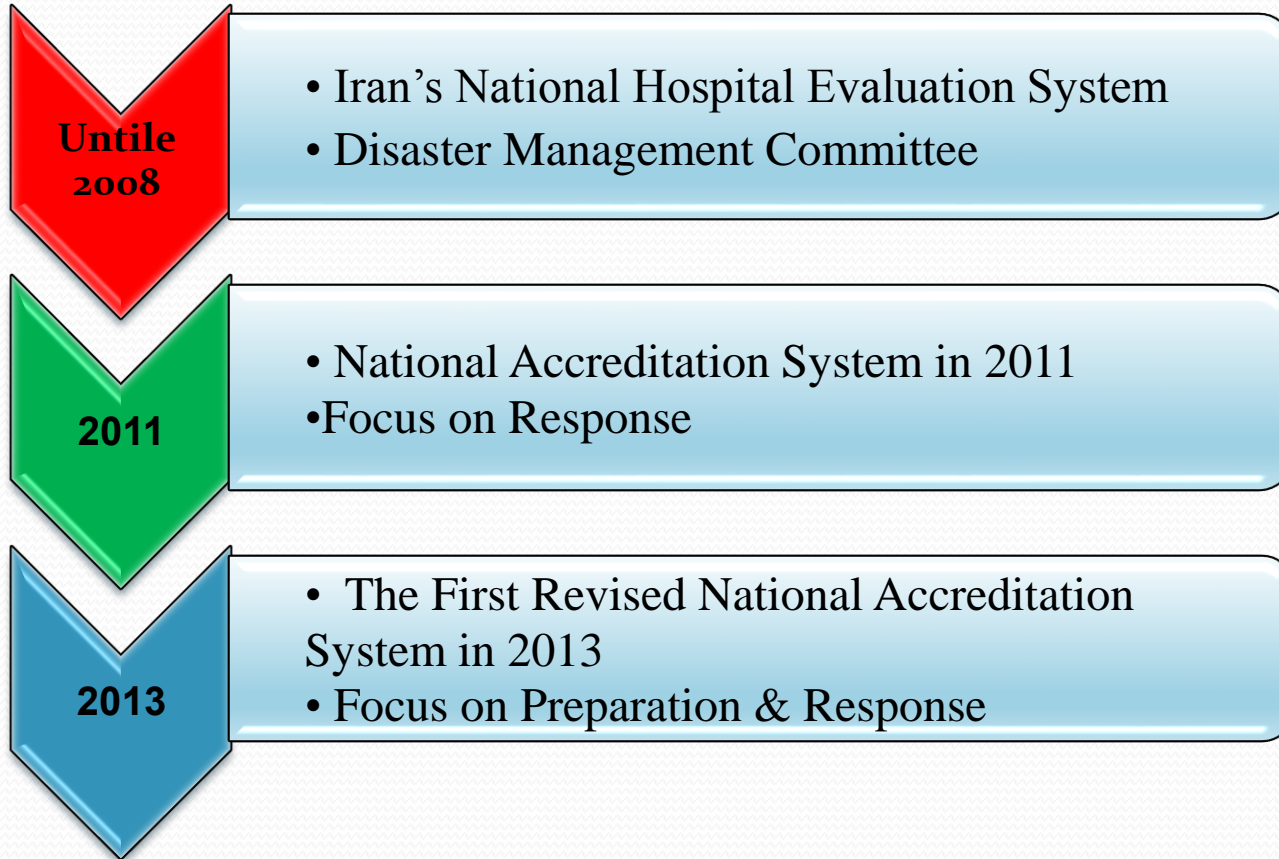 Untile
2008
• Iran’s National Hospital Evaluation System
• Disaster Management Committee
2011
• National Accreditation System in 2011
•Focus on Response
2013
• The First Revised National Accreditation
System in 2013
• Focus on Preparation & Response